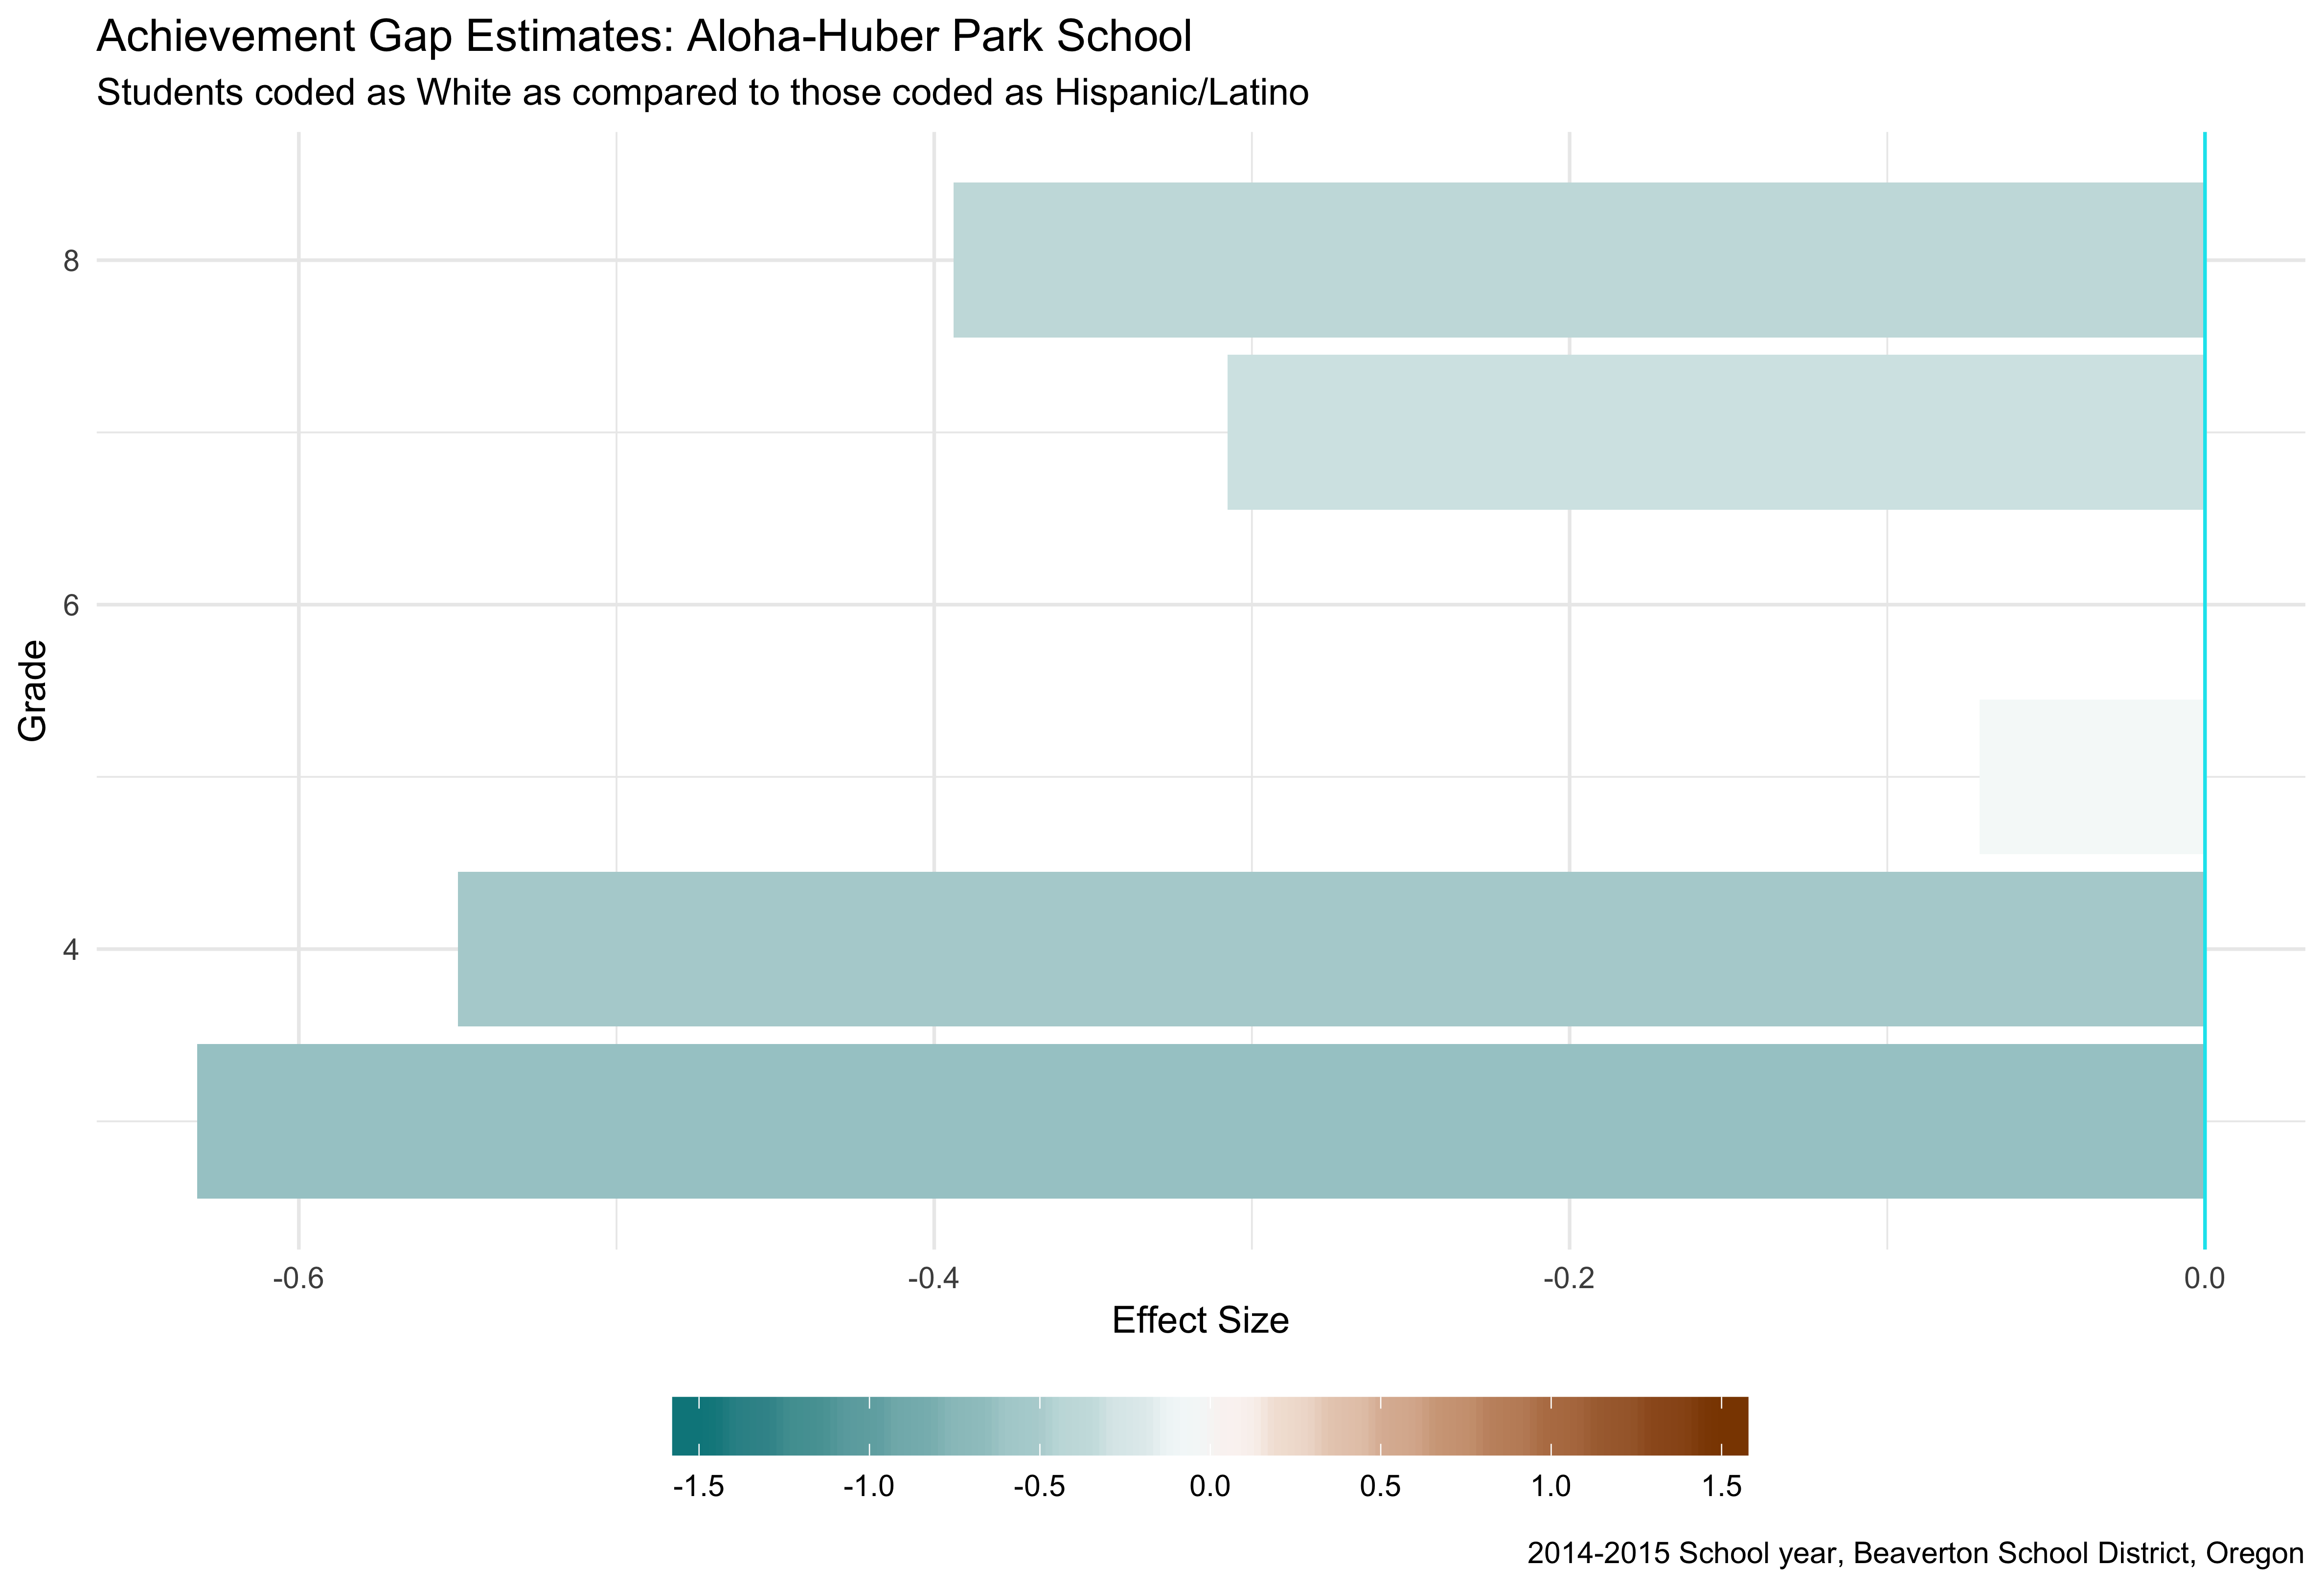 Achievement Gap Estimates: Aloha-Huber Park School
Students coded as White as compared to those coded as Hispanic/Latino
8
6
4
Grade
-0.6 -0.4 -0.2 0.0
Effect Size
-1.5 -1.0 -0.5 0.0 0.5 1.0 1.5
2014-2015 School year, Beaverton School District, Oregon